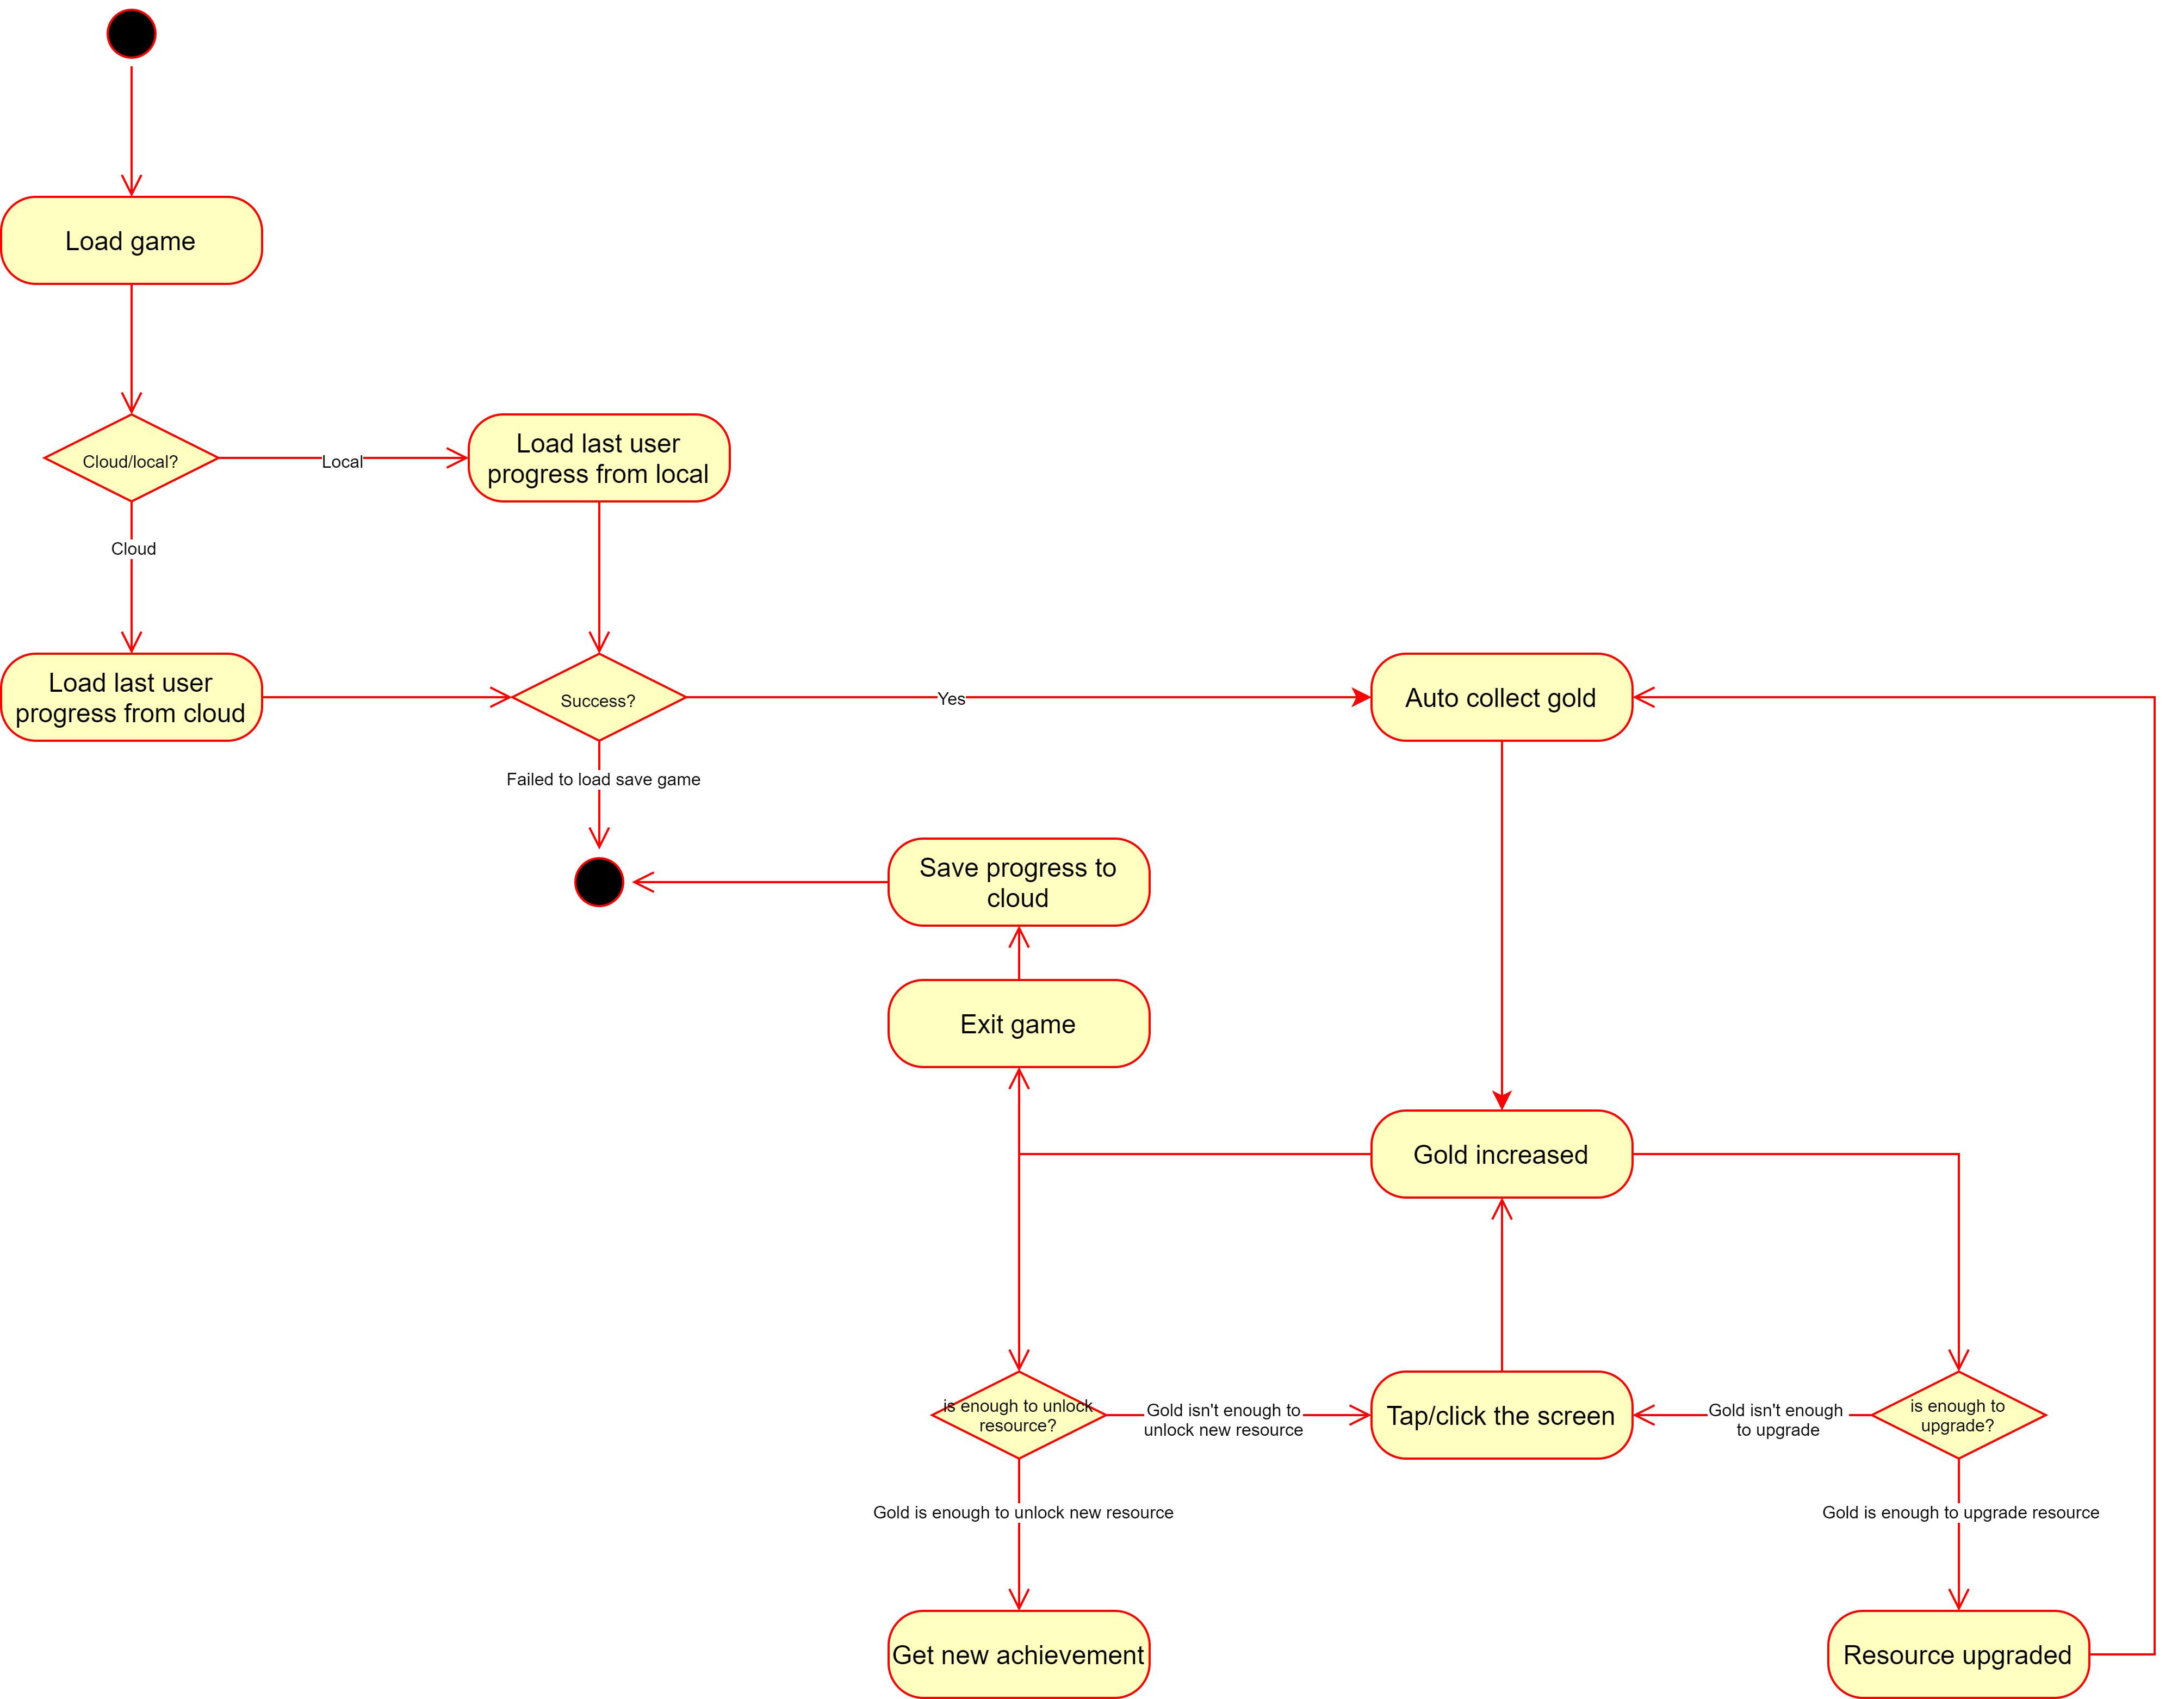 Load game
Cloud/local?
Local
Load last user
progress from local
Cloud
Load last user
progress from cloud
Success?
Yes
Auto collect gold
Failed to load save game
Save progress to
cloud
Exit game
Gold increased
is enough to unlock
resource?
Gold isn't enough to
unlock new resource
Tap/click the screen
Gold isn't enough
to upgrade
is enough to
upgrade?
Gold is enough to unlock new resource
Gold is enough to upgrade resource
Get new achievement
Resource upgraded